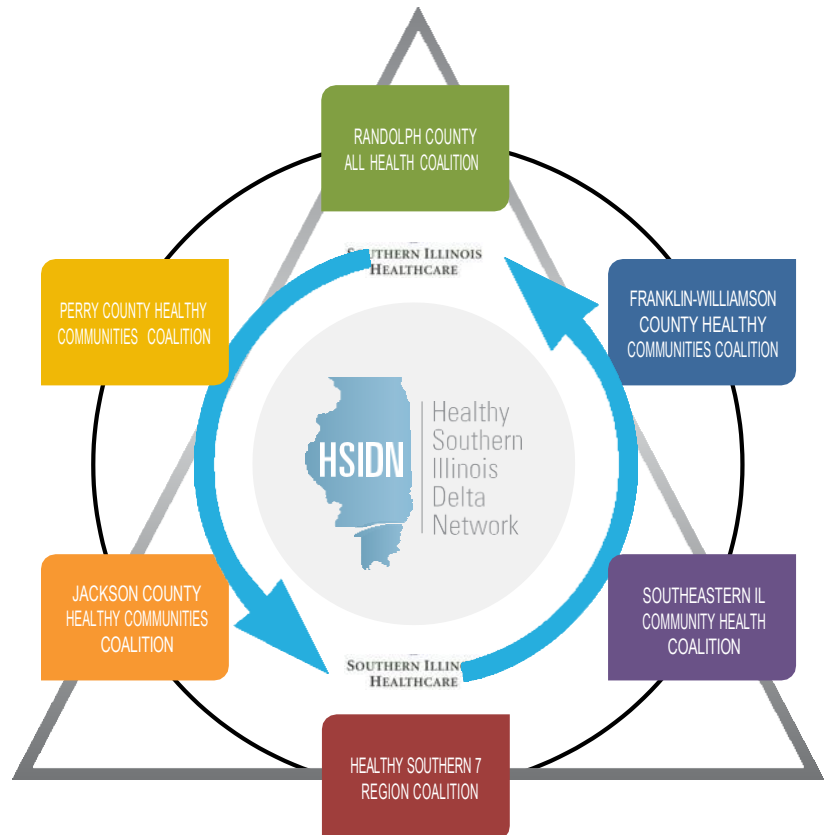 RANDOLPH COUNTY
ALL HEALTH COALITION
SOUTHERN ILLINOIS
HEALTHCARE
PERRY COUNTY HEALTHY
COMMUNITIES COALITION
FRANKLIN-WILLIAMSON
COUNTY HEALTHY
COMMUNITIES COALITION
HSIDN
Healthy
Southern
Illinois
Delta
Network
JACKSON COUNTY
HEALTHY COMMUNITIES
COALITION
SOUTHEASTERN IL
COMMUNITY HEALTH
COALITION
SOUTHERN ILLINO
HEALTHCARE
HEALTHY SOUTHERN 7
REGION COALITION